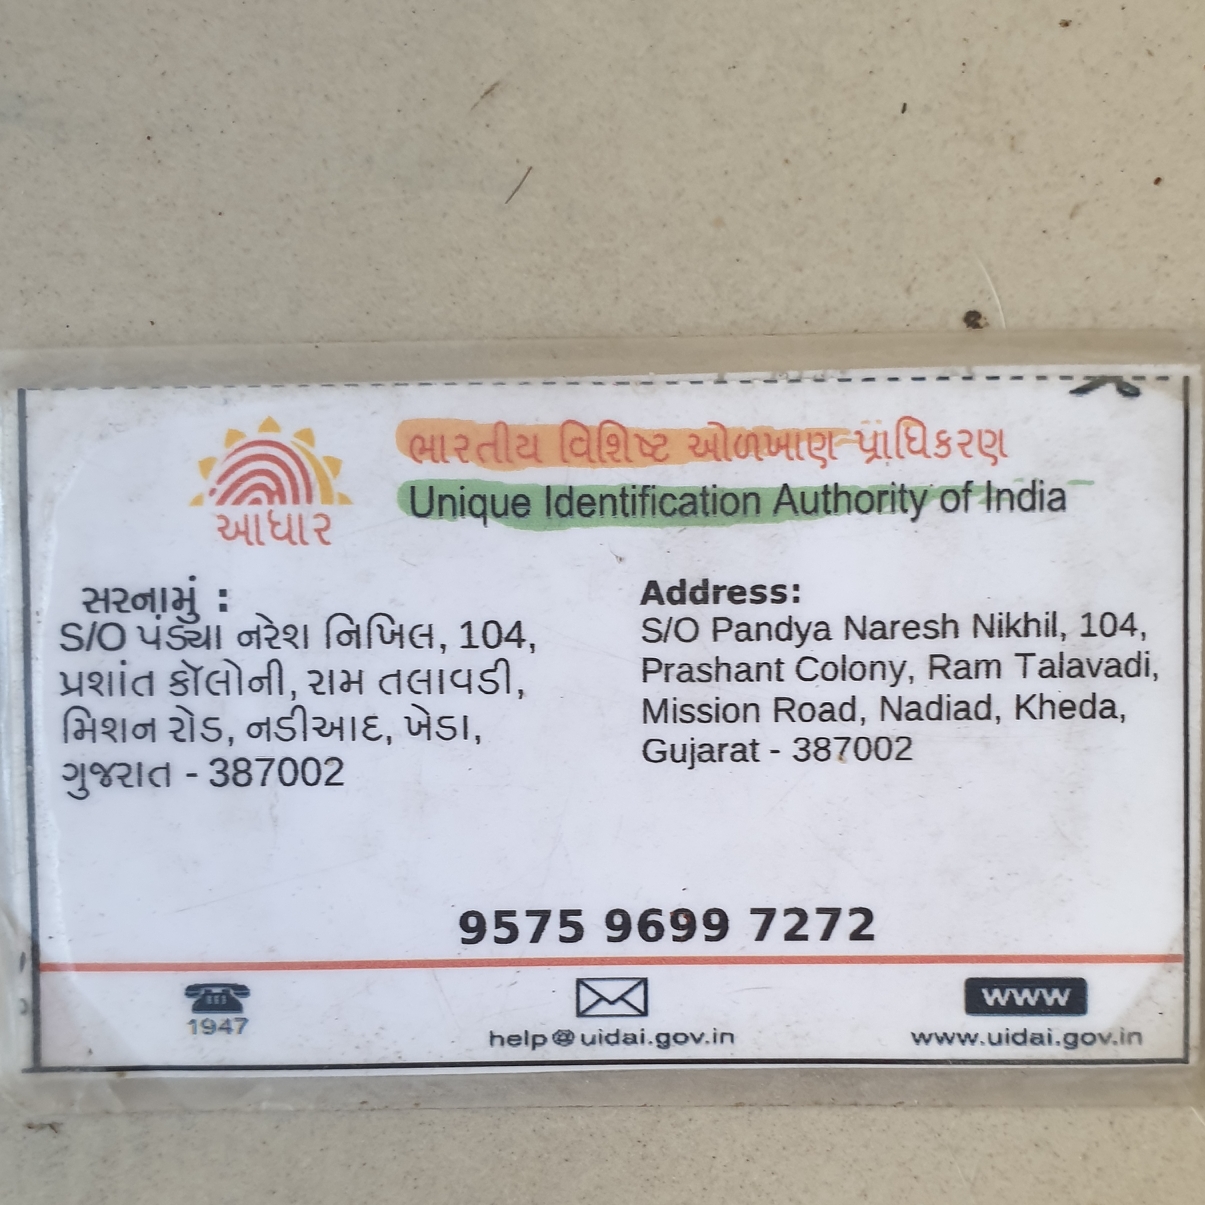 ભારતીય વિશિષ્ટ ઓળખાણ પ્રાધિકરણ
Unique Identification Authority of India
આધાર
સરનામું :
S/O પંડ્યા નરેશ નિખિલ, 104,
પ્રશાંત કૉલોની, રામ તલાવડી,
મિશન રોડ, નડીઆદ, ખેડા,
ગુજરાત - 387002
Address:
S/O Pandya Naresh Nikhil, 104,
Prashant Colony, Ram Talavadi,
Mission Road, Nadiad, Kheda,
Gujarat - 387002
9575 9699 7272
1947
help@uidai.gov.in
www
www.uidai.gov.in